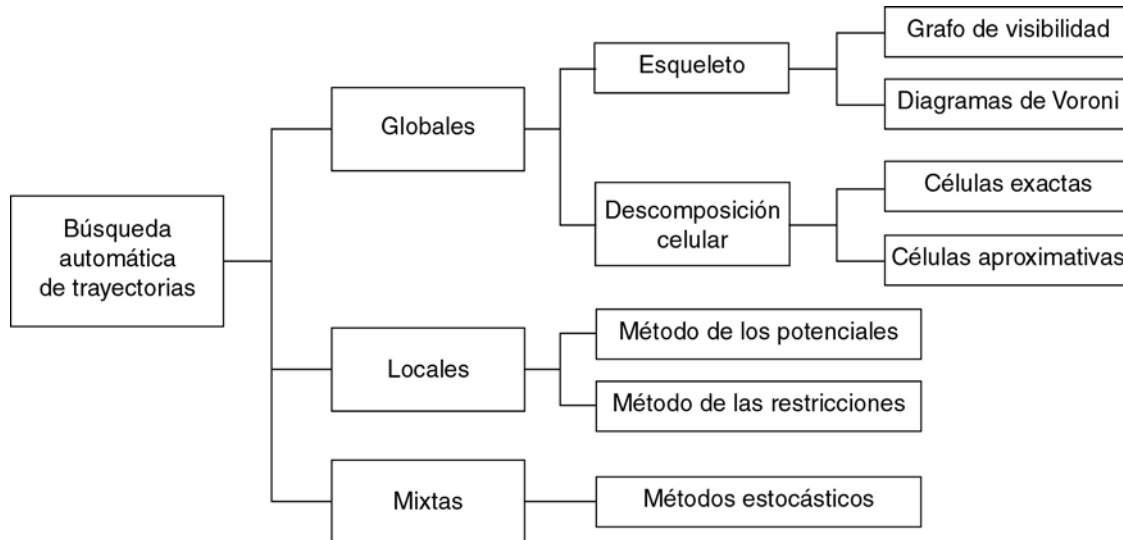 Búsqueda
automática
de trayectorias
Globales
Esqueleto
Grafo de visibilidad
Diagramas de Voroni
Descomposición
celular
Células exactas
Células aproximativas
Locales
Método de los potenciales
Método de las restricciones
Mixtas
Métodos estocásticos